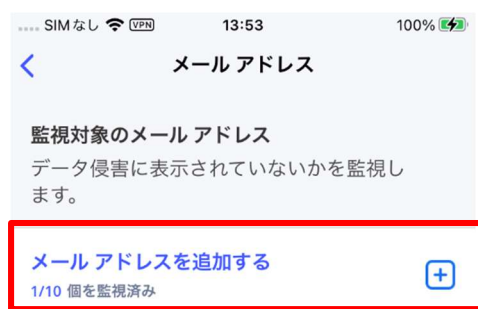 SIMなし VPN 13:53 100%
メール アドレス
監視対象のメール アドレス
データ侵害に表示されていないかを監視し
ます。
メール アドレスを追加する
1/10 個を監視済み